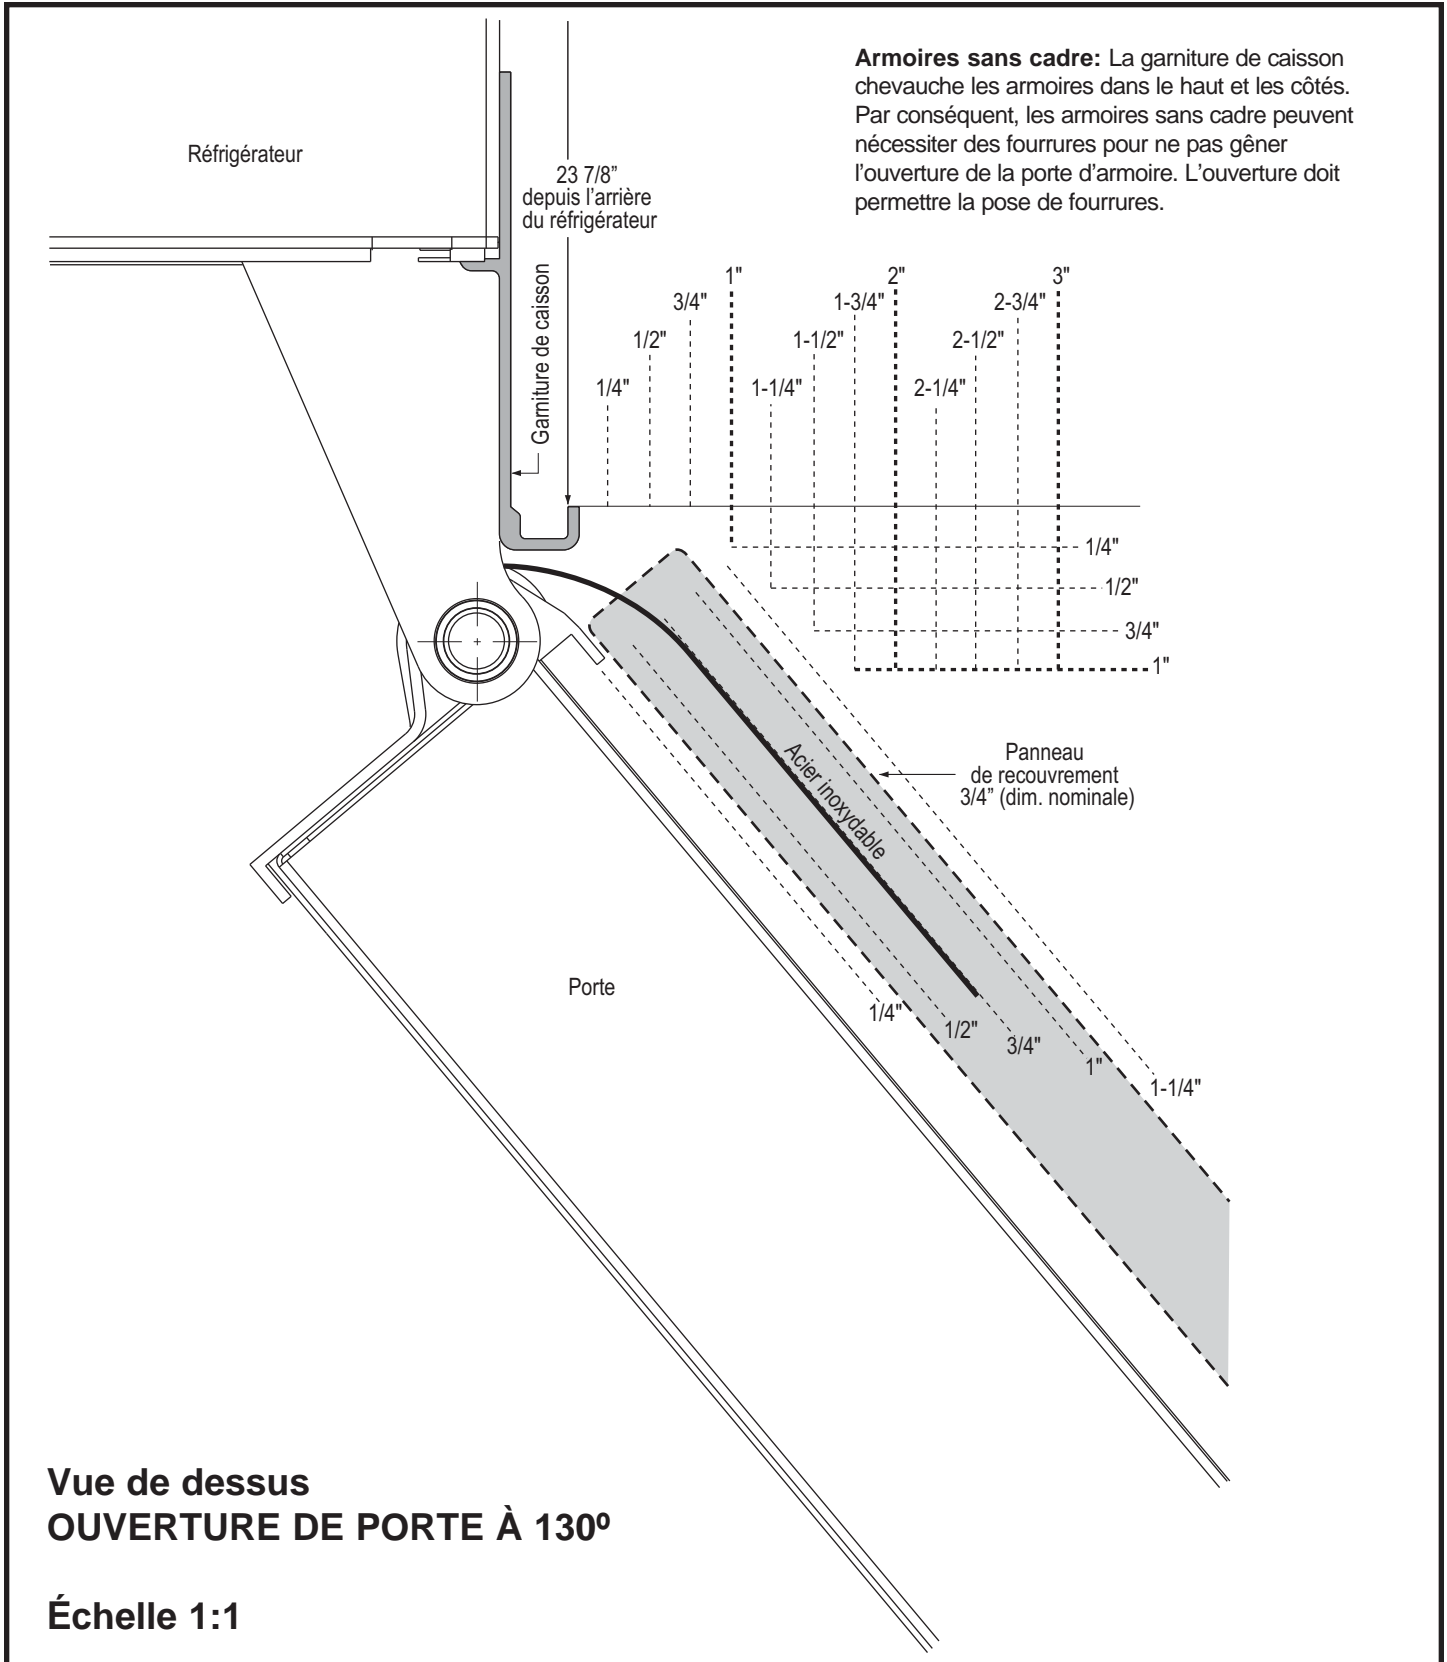 Armoires sans cadre: La garniture de caisson
chevauche les armoires dans le haut et les côtés.
Par conséquent, les armoires sans cadre peuvent
nécessiter des fourrures pour ne pas gêner
l’ouverture de la porte d’armoire. L’ouverture doit
permettre la pose de fourrures.
Réfrigérateur
23 7/8”
depuis l’arrière
du réfrigérateur
Garniture de caisson
1/4"
1/2"
3/4"
1"
1-1/4"
1-1/2"
1-3/4"
2"
2-1/4"
2-1/2"
2-3/4"
3"
1/4"
1/2"
3/4"
1"
Panneau
de recouvrement
3/4” (dim. nominale)
Acier inoxydable
Porte
1/4"
1/2"
3/4"
1"
1-1/4"
Vue de dessus
OUVERTURE DE PORTE À 130º
Échelle 1:1